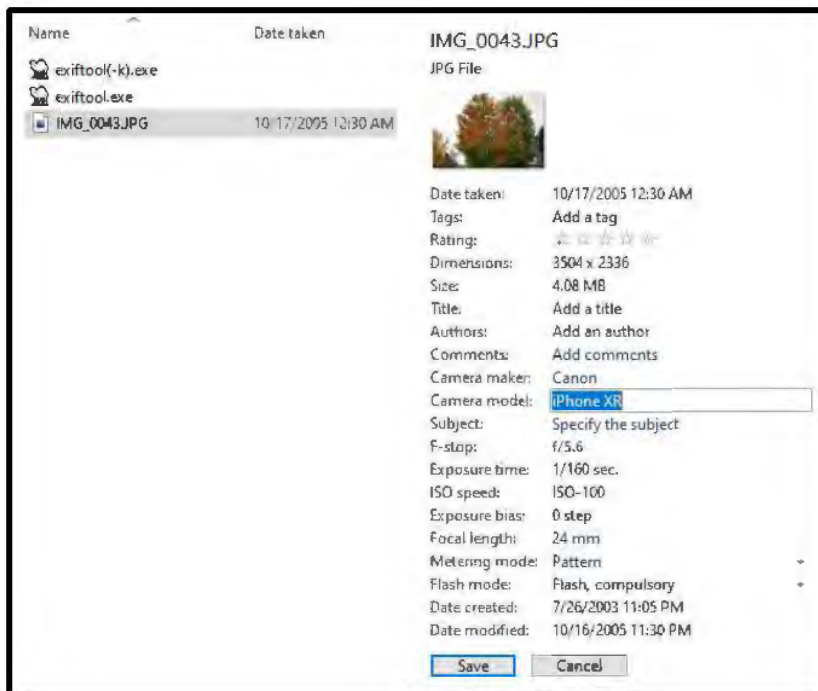 Name Date taken
exiftool(-k).exe
exiftool.exe
IMG_0043.JPG 10/17/2005 12:30 AM
IMG_0043.JPG
JPG File
Date taken: 10/17/2005 12:30 AM
Tags: Add a tag
Rating:
Dimensions: 3504 x 2336
Size: 4.08 MB
Title: Add a title
Authors: Add an author
Comments: Add comments
Camera maker: Canon
Camera model: iPhone XR
Subject: Specify the subject
F-stop: f/5.6
Exposure time: 1/160 sec.
ISO speed: ISO-100
Exposure bias: 0 step
Focal length: 24 mm
Metering mode: Pattern
Flash mode: Flash, compulsory
Date created: 7/26/2003 11:05 PM
Date modified: 10/16/2005 11:30 PM
Save Cancel